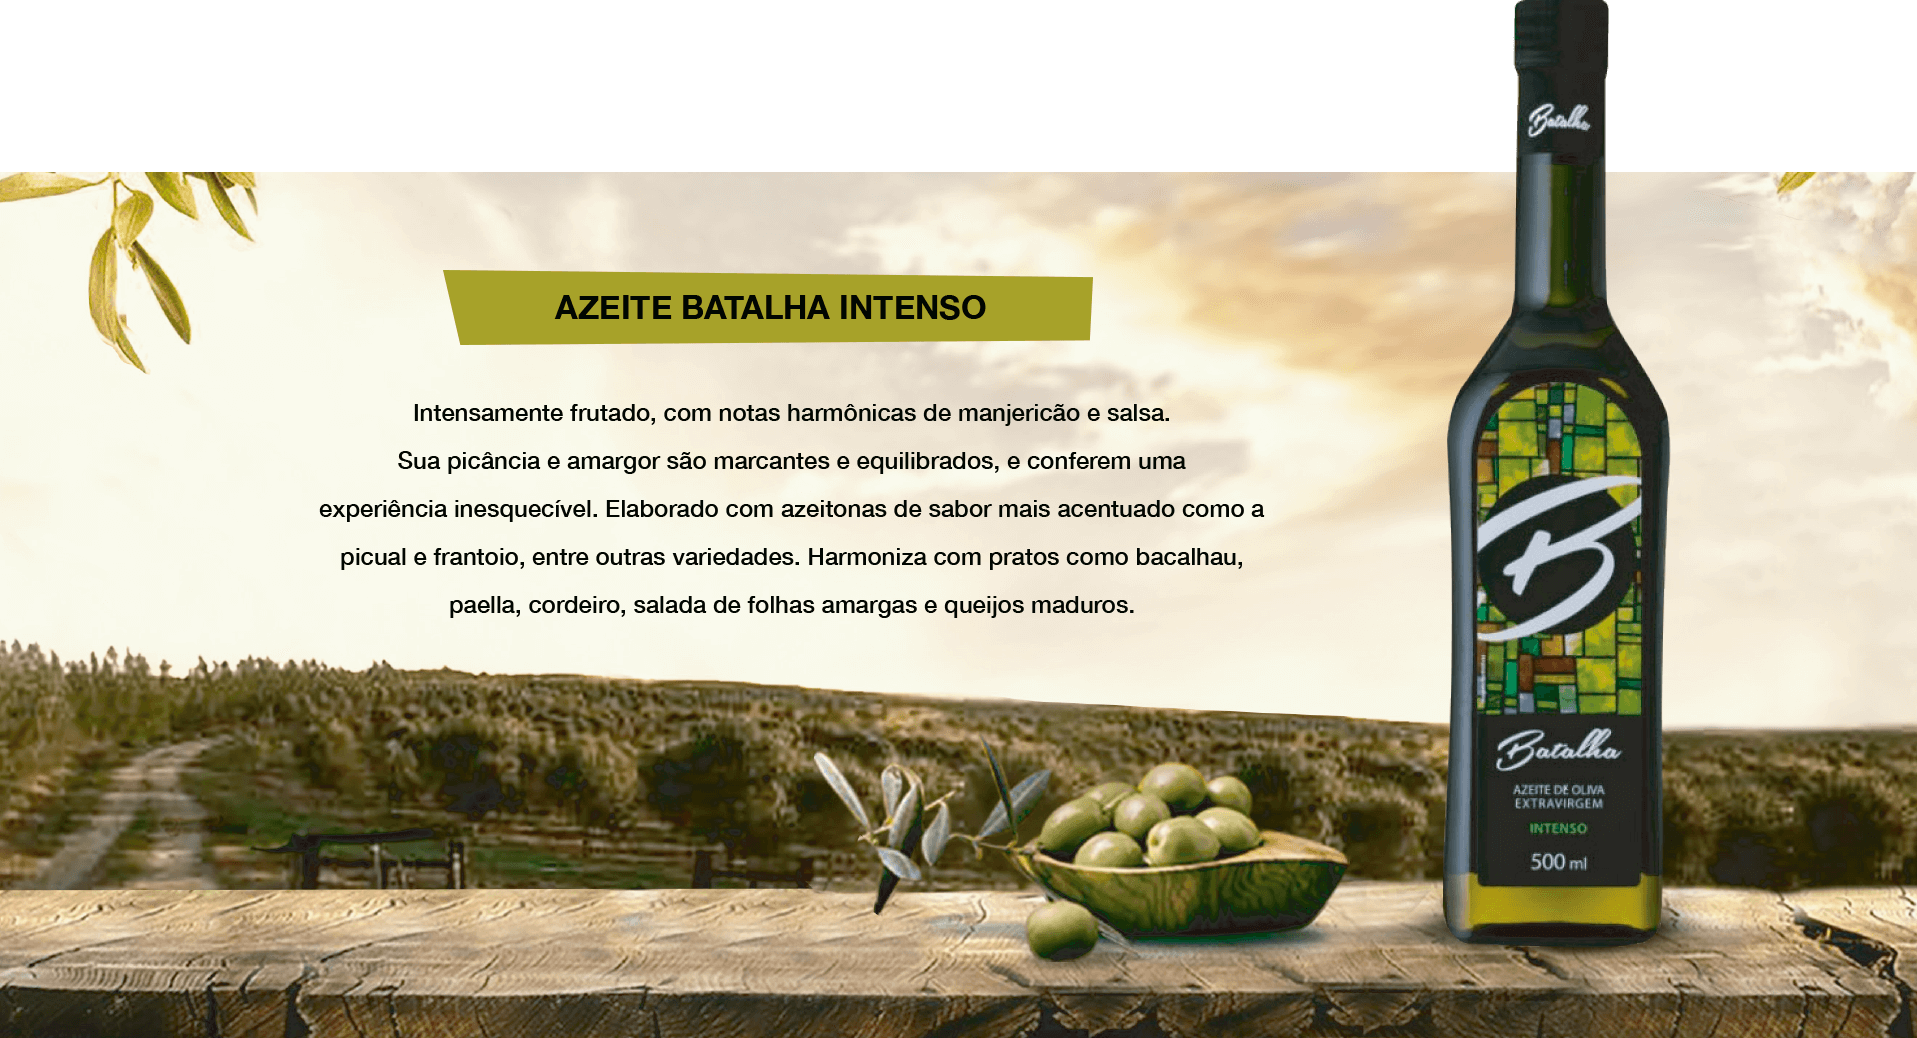 Batalha
AZEITE BATALHA INTENSO
Intensamente frutado, com notas harmônicas de manjericão e salsa.
Sua picância e amargor são marcantes e equilibrados, e conferem uma
experiência inesquecível. Elaborado com azeitonas de sabor mais acentuado como a
picual e frantoio, entre outras variedades. Harmoniza com pratos como bacalhau,
paella, cordeiro, salada de folhas amargas e queijos maduros.
B
Batalha
AZEITE DE OLIVA
EXTRAVIRGEM
INTENSO
500 ml